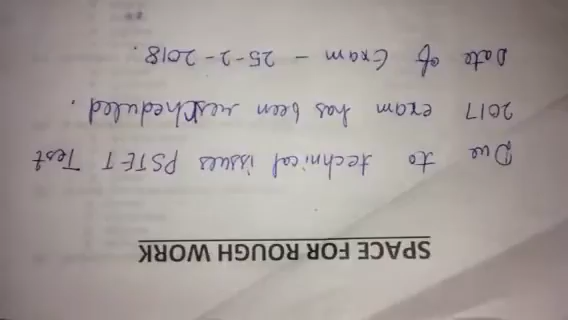 SPACE FOR ROUGH WORK
Due to technical issues PSTET Test
2017 exam has been rescheduled.
Date of Exam - 25-2-2018.